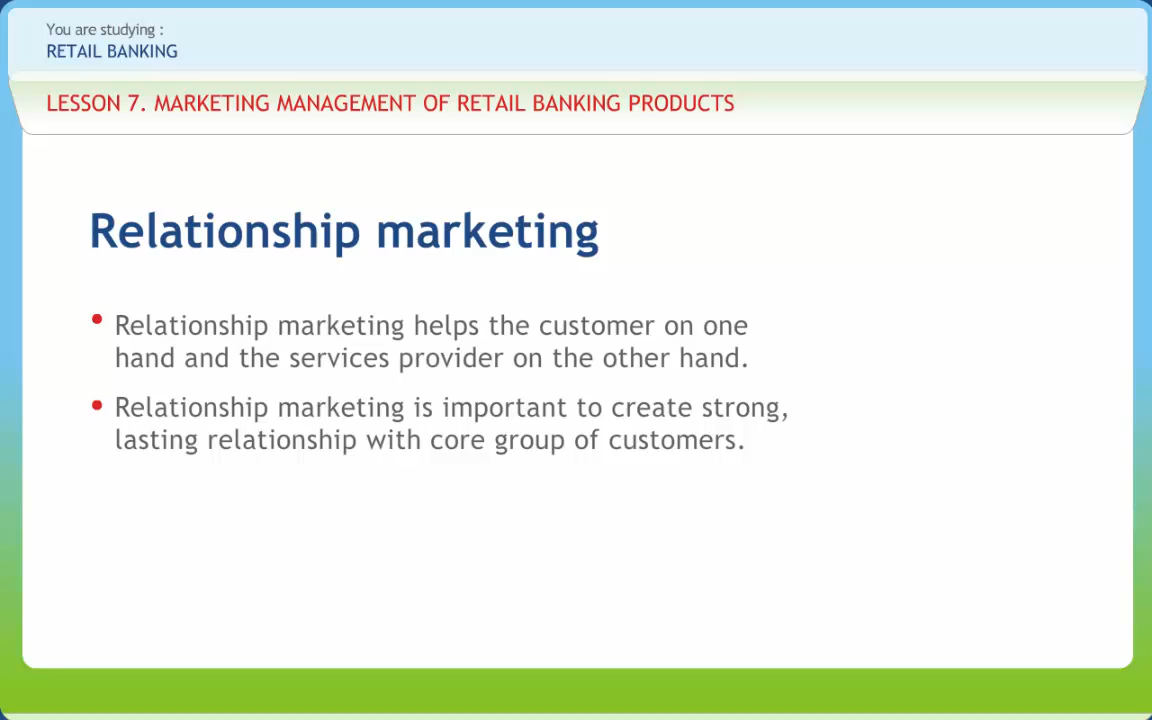 You are studying :
RETAIL BANKING
LESSON 7. MARKETING MANAGEMENT OF RETAIL BANKING PRODUCTS
Relationship marketing
• Relationship marketing helps the customer on one
hand and the services provider on the other hand.
• Relationship marketing is important to create strong,
lasting relationship with core group of customers.